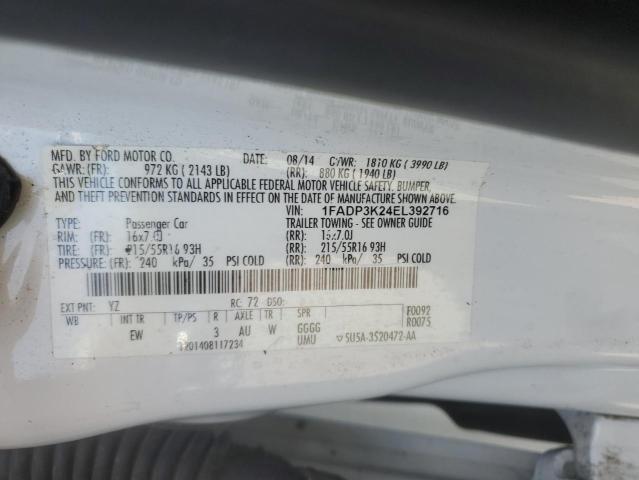 MFD. BY FORD MOTOR CO. DATE: 08/14 GVWR: 1810 KG ( 3990 LB)
GAWR: (FR): 972 KG ( 2143 LB) (RR): 880 KG ( 1940 LB)
THIS VEHICLE CONFORMS TO ALL APPLICABLE FEDERAL MOTOR VEHICLE SAFETY, BUMPER,
AND THEFT PREVENTION STANDARDS IN EFFECT ON THE DATE OF MANUFACTURE SHOWN ABOVE.
VIN: 1FADP3K24EL392716
TYPE: Passenger Car TRAILER TOWING - SEE OWNER GUIDE
RIM: (FR): 16x7.0J (RR): 16x7.0J
TIRE: (FR): 215/55R16 93H (RR): 215/55R16 93H
PRESSURE: (FR): 240 kPa/ 35 PSI COLD (RR): 240 kPa/ 35 PSI COLD
EXT PNT: YZ RC: 72 DSO:
WB INT TR TP/PS R AXLE TR SPR F0092
EW 3 AU W GGGG R0075
1201408117234 UMU 5U5A-3520472-AA